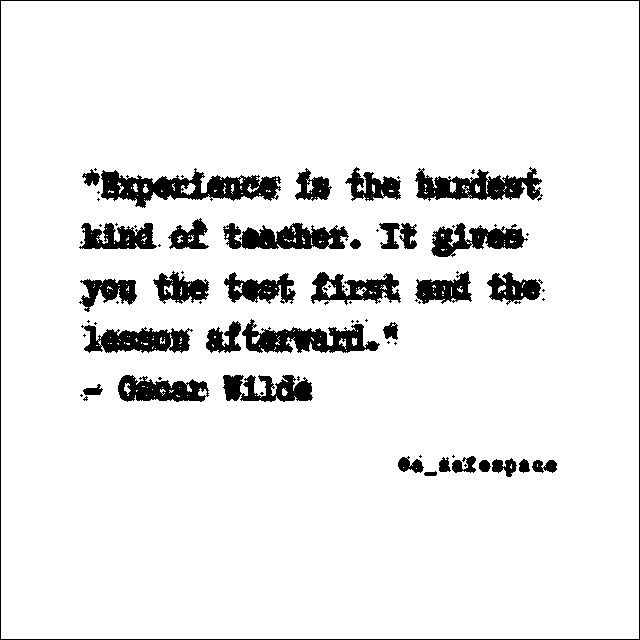 "Experience is the hardest
kind of teacher. It gives
you the test first and the
lesson afterward."
- Oscar Wilde
@a_safespace